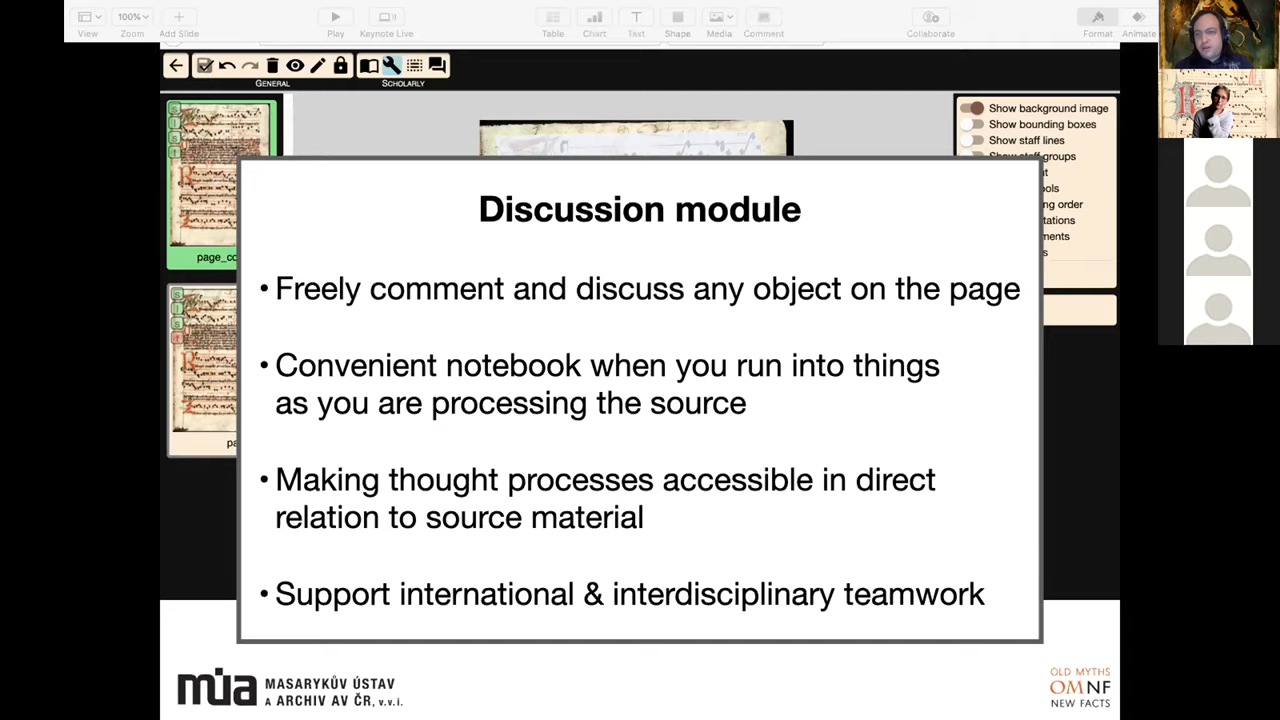 View
100%
Zoom
Add Slide
Play
Keynote Live
Table
Chart
Text
Shape
Media
Comment
Collaborate
Format
Animate
GENERAL
SCHOLARLY
Show background image
Show bounding boxes
Show staff lines
Discussion module
• Freely comment and discuss any object on the page
• Convenient notebook when you run into things
as you are processing the source
• Making thought processes accessible in direct
relation to source material
• Support international & interdisciplinary teamwork
mia MASARYKŮV ÚSTAV
A ARCHIV AV ČR, v.v.i.
OLD MYTHS
OMNF
NEW FACTS